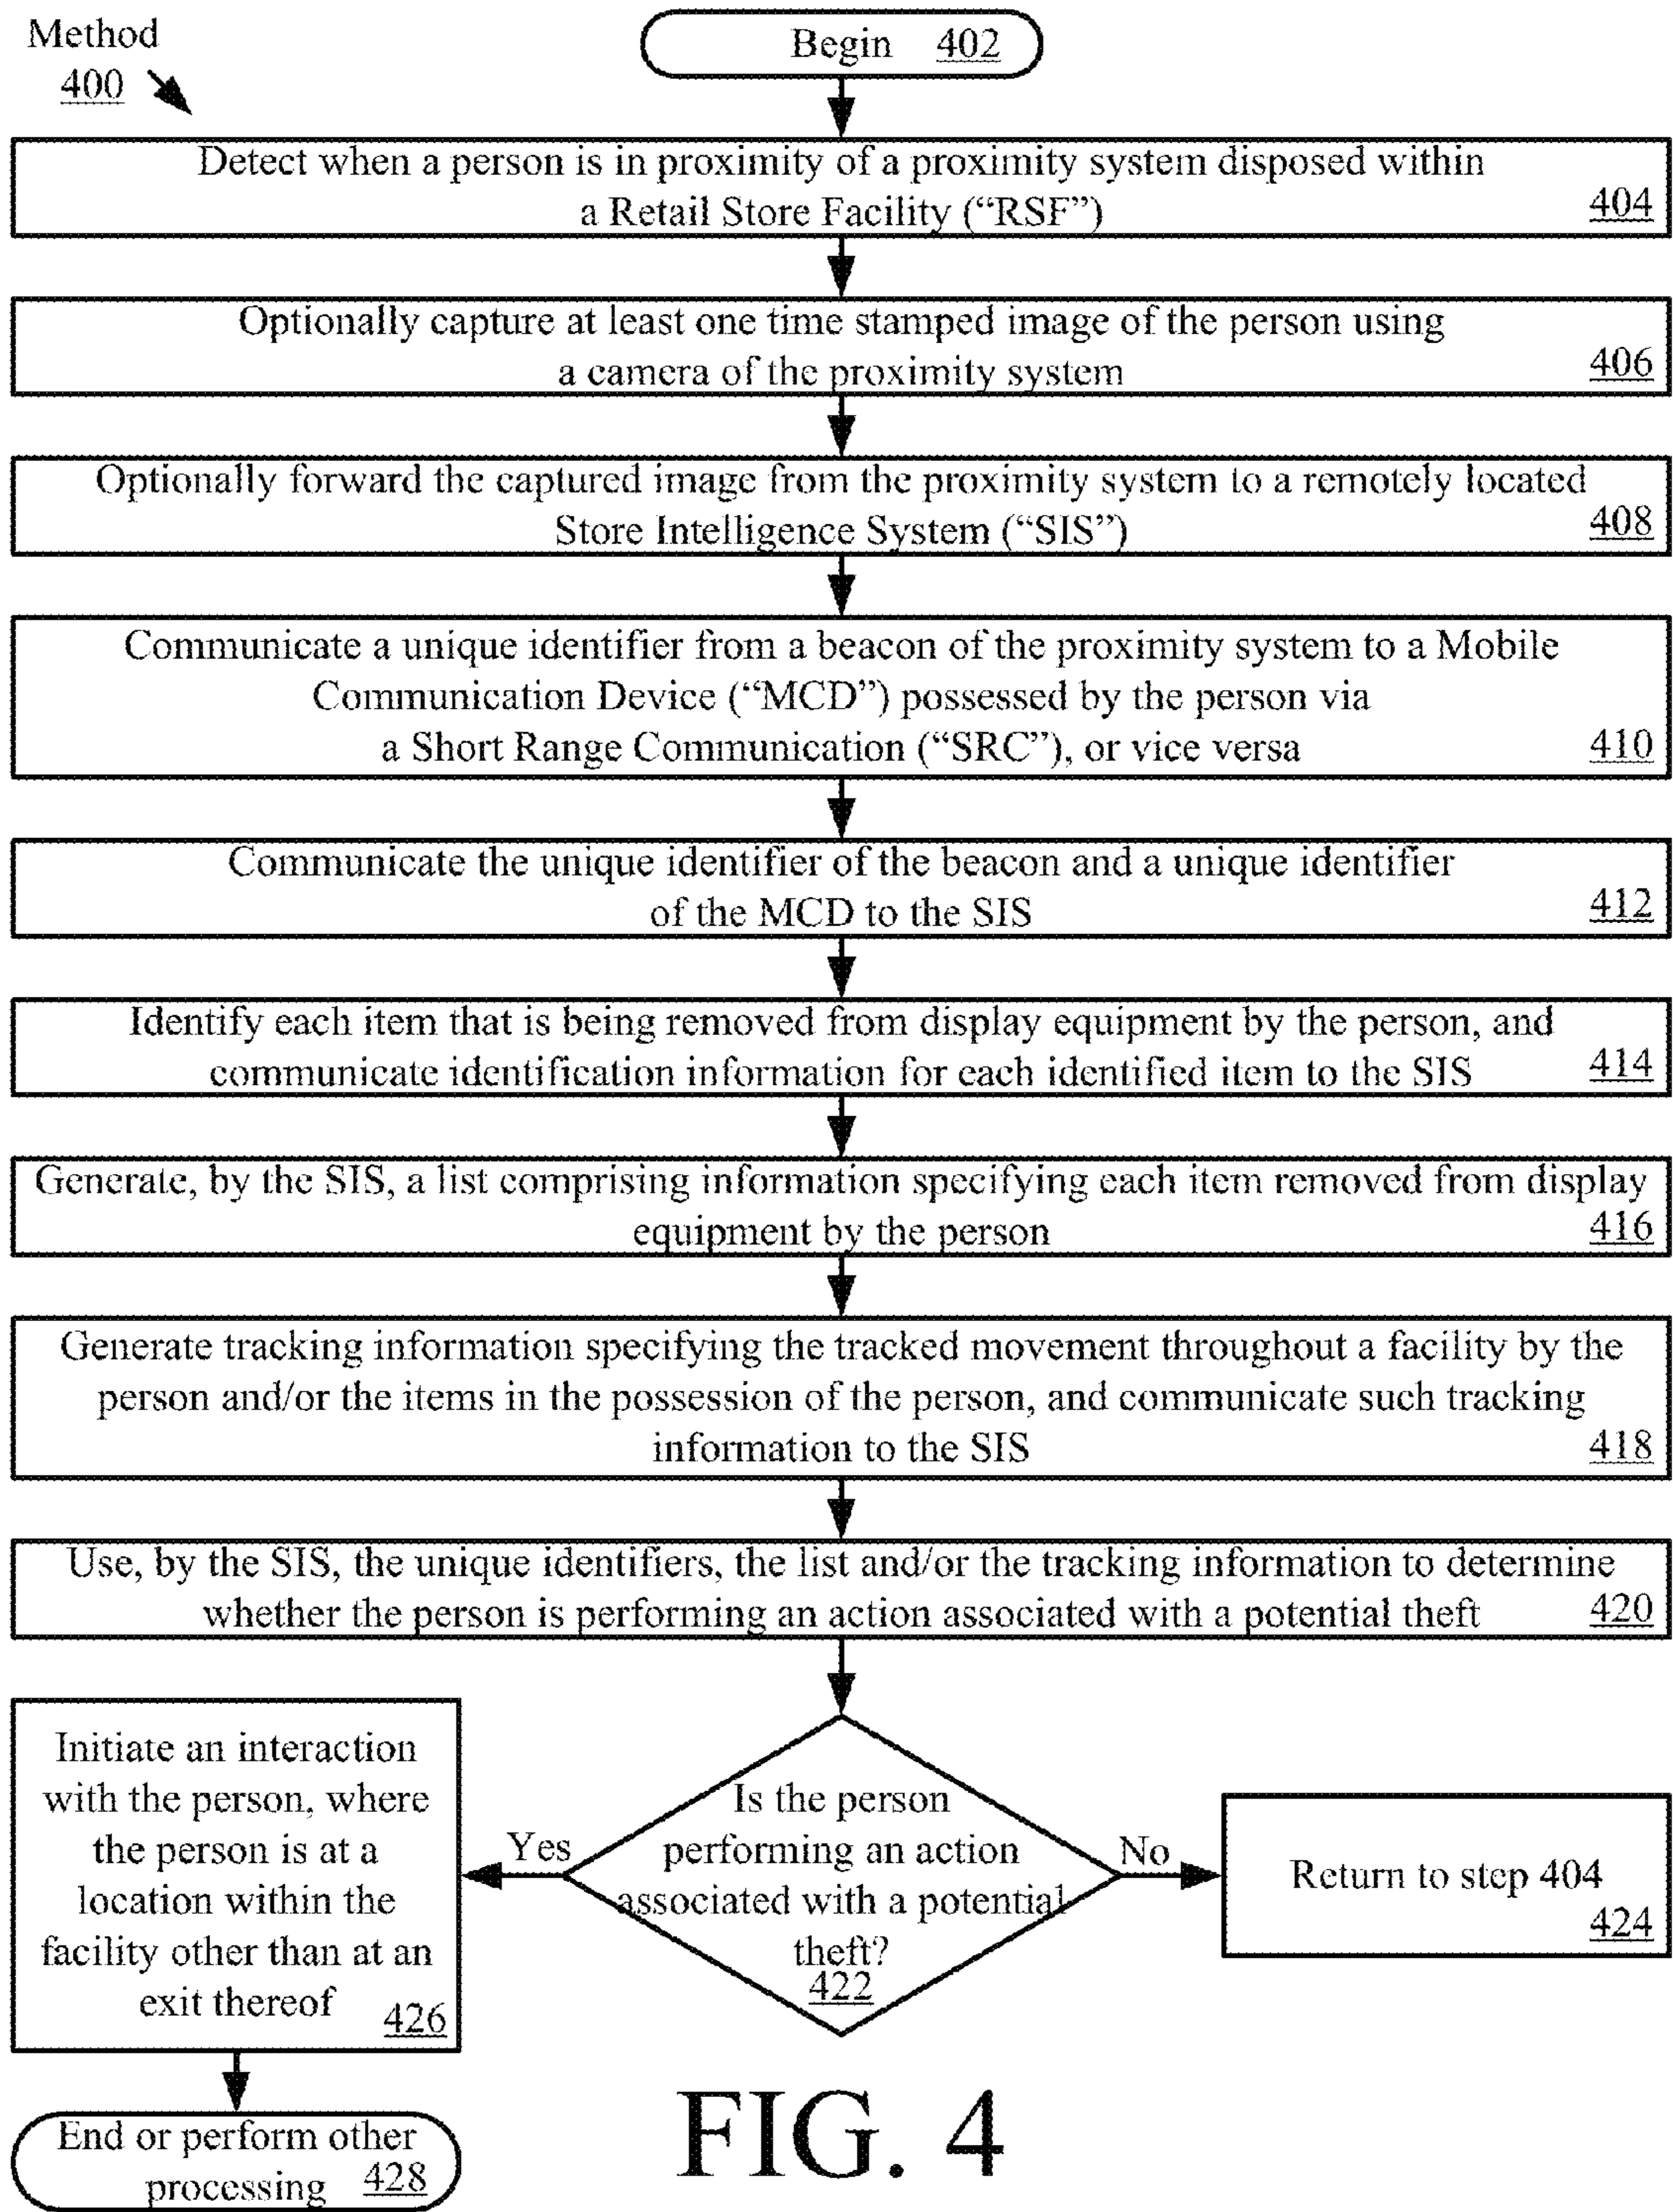 Method
400
Begin 402
Detect when a person is in proximity of a proximity system disposed within
a Retail Store Facility (“RSF”)
404
Optionally capture at least one time stamped image of the person using
a camera of the proximity system
406
Optionally forward the captured image from the proximity system to a remotely located
Store Intelligence System (“SIS”)
408
Communicate a unique identifier from a beacon of the proximity system to a Mobile
Communication Device (“MCD”) possessed by the person via
a Short Range Communication (“SRC”), or vice versa
410
Communicate the unique identifier of the beacon and a unique identifier
of the MCD to the SIS
412
Identify each item that is being removed from display equipment by the person, and
communicate identification information for each identified item to the SIS
414
Generate, by the SIS, a list comprising information specifying each item removed from display
equipment by the person
416
Generate tracking information specifying the tracked movement throughout a facility by the
person and/or the items in the possession of the person, and communicate such tracking
information to the SIS
418
Use, by the SIS, the unique identifiers, the list and/or the tracking information to determine
whether the person is performing an action associated with a potential theft
420
Is the person
performing an action
associated with a potential
theft?
422
Yes
No
Initiate an interaction
with the person, where
the person is at a
location within the
facility other than at an
exit thereof
426
Return to step 404
424
End or perform other
processing 428
FIG. 4